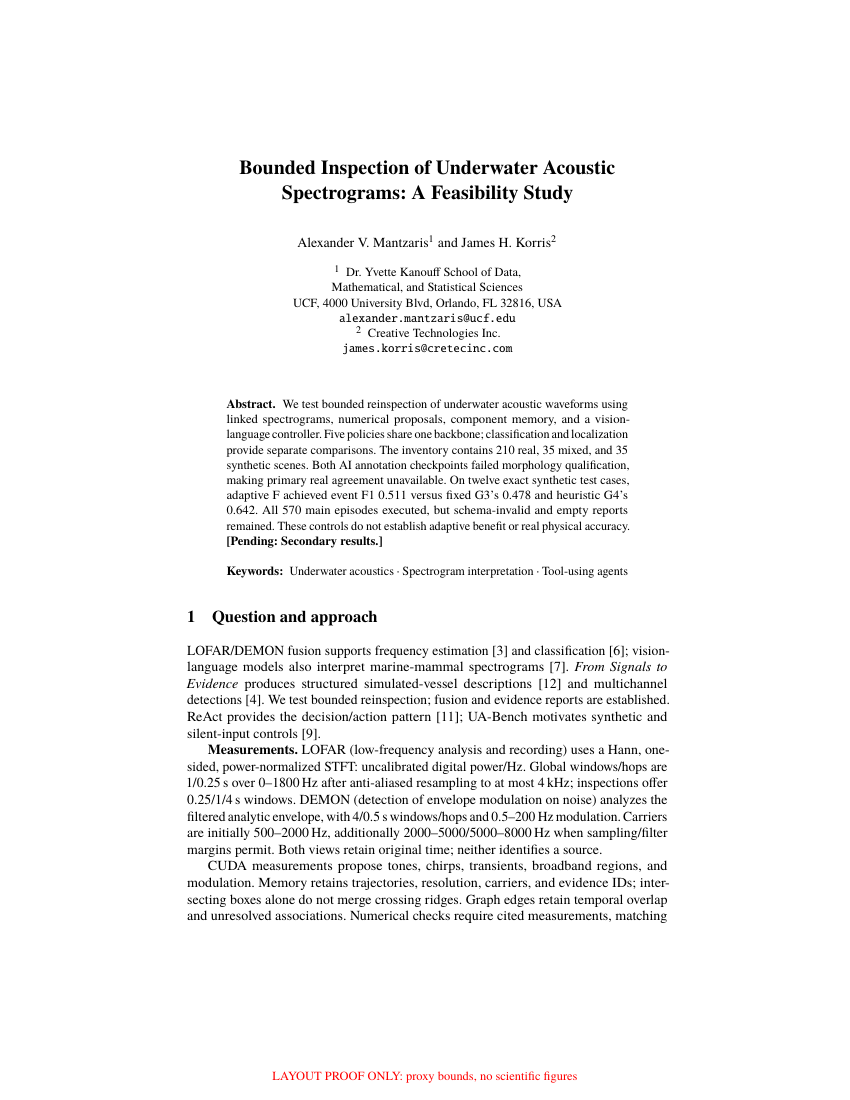 Bounded Inspection of Underwater Acoustic
Spectrograms: A Feasibility Study
Alexander V. Mantzaris1 and James H. Korris2
1 Dr. Yvette Kanouff School of Data,
Mathematical, and Statistical Sciences
UCF, 4000 University Blvd, Orlando, FL 32816, USA
alexander.mantzaris@ucf.edu
2 Creative Technologies Inc.
james.korris@cretecinc.com
Abstract. We test bounded reinspection of underwater acoustic waveforms using
linked spectrograms, numerical proposals, component memory, and a vision-
language controller. Five policies share one backbone; classification and localization
provide separate comparisons. The inventory contains 210 real, 35 mixed, and 35
synthetic scenes. Both AI annotation checkpoints failed morphology qualification,
making primary real agreement unavailable. On twelve exact synthetic test cases,
adaptive F achieved event F1 0.511 versus fixed G3's 0.478 and heuristic G4's
0.642. All 570 main episodes executed, but schema-invalid and empty reports
remained. These controls do not establish adaptive benefit or real physical accuracy.
[Pending: Secondary results.]
Keywords: Underwater acoustics · Spectrogram interpretation · Tool-using agents
1 Question and approach
LOFAR/DEMON fusion supports frequency estimation [3] and classification [6]; vision-
language models also interpret marine-mammal spectrograms [7]. From Signals to
Evidence produces structured simulated-vessel descriptions [12] and multichannel
detections [4]. We test bounded reinspection; fusion and evidence reports are established.
ReAct provides the decision/action pattern [11]; UA-Bench motivates synthetic and
silent-input controls [9].
Measurements. LOFAR (low-frequency analysis and recording) uses a Hann, one-
sided, power-normalized STFT: uncalibrated digital power/Hz. Global windows/hops are
1/0.25 s over 0–1800 Hz after anti-aliased resampling to at most 4 kHz; inspections offer
0.25/1/4 s windows. DEMON (detection of envelope modulation on noise) analyzes the
filtered analytic envelope, with 4/0.5 s windows/hops and 0.5–200 Hz modulation. Carriers
are initially 500–2000 Hz, additionally 2000–5000/5000–8000 Hz when sampling/filter
margins permit. Both views retain original time; neither identifies a source.
CUDA measurements propose tones, chirps, transients, broadband regions, and
modulation. Memory retains trajectories, resolution, carriers, and evidence IDs; inter-
secting boxes alone do not merge crossing ridges. Graph edges retain temporal overlap
and unresolved associations. Numerical checks require cited measurements, matching
LAYOUT PROOF ONLY: proxy bounds, no scientific figures